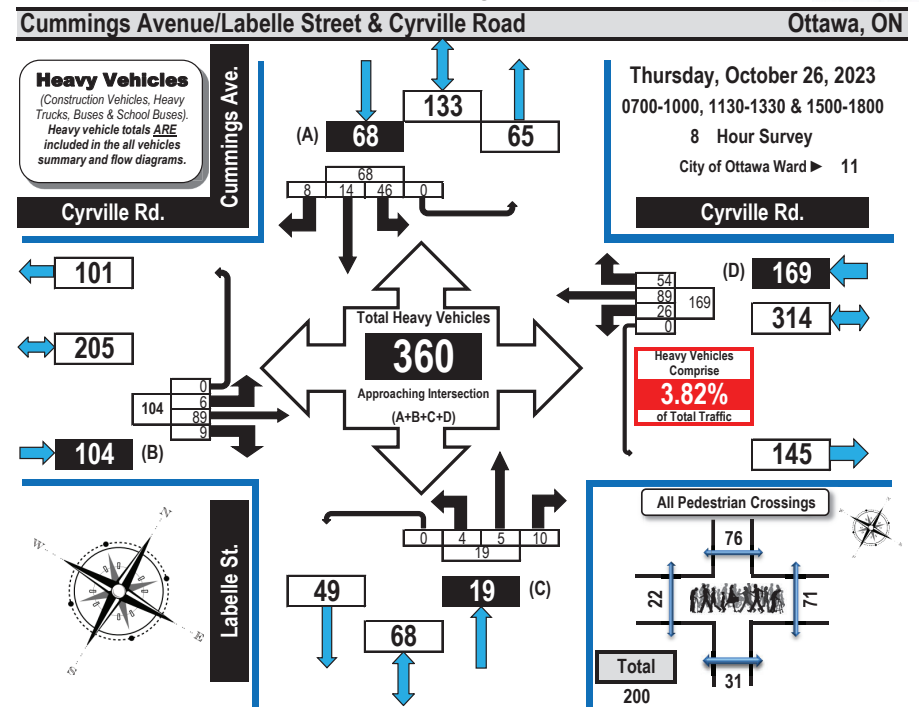 Cummings Avenue/Labelle Street & Cyrville Road
Ottawa, ON
Heavy Vehicles
(Construction Vehicles, Heavy
Trucks, Buses & School Buses).
Heavy vehicle totals ARE
included in the all vehicles
summary and flow diagrams.
Cummings Ave.
Cyrville Rd.
(A)
68
133
65
Thursday, October 26, 2023
0700-1000, 1130-1330 & 1500-1800
8 Hour Survey
City of Ottawa Ward ► 11
Cyrville Rd.
68
8 14 46 0
101
205
104
0
6
89
9
104 (B)
Total Heavy Vehicles
360
Approaching Intersection
(A+B+C+D)
54
89
26
0
169
(D) 169
314
Heavy Vehicles
Comprise
3.82%
of Total Traffic
145
0 4 5 10
19
49
19 (C)
68
Labelle St.
N
W
E
S
All Pedestrian Crossings
76
22
71
31
Total
200